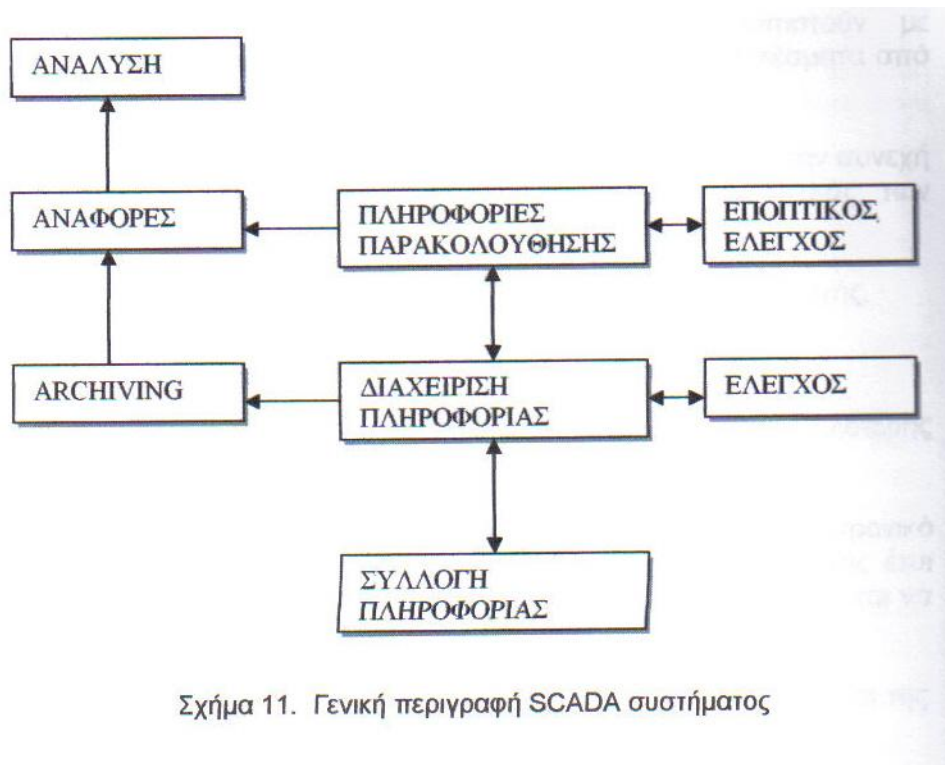 ΑΝΑΛΥΣΗ
ΑΝΑΦΟΡΕΣ
ΠΛΗΡΟΦΟΡΙΕΣ
ΠΑΡΑΚΟΛΟΥΘΗΣΗΣ
ΕΠΟΠΤΙΚΟΣ
ΕΛΕΓΧΟΣ
ARCHIVING
ΔΙΑΧΕΙΡΙΣΗ
ΠΛΗΡΟΦΟΡΙΑΣ
ΕΛΕΓΧΟΣ
ΣΥΛΛΟΓΗ
ΠΛΗΡΟΦΟΡΙΑΣ
Σχήμα 11. Γενική περιγραφή SCADA συστήματος